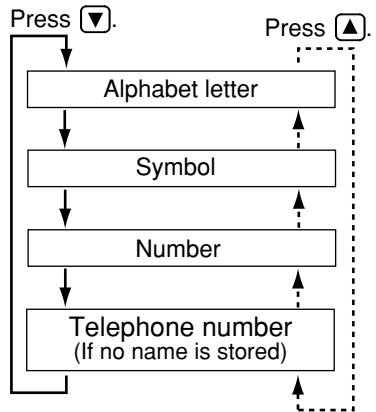 Press ▼.
Press ▲.
Alphabet letter
Symbol
Number
Telephone number
(If no name is stored)